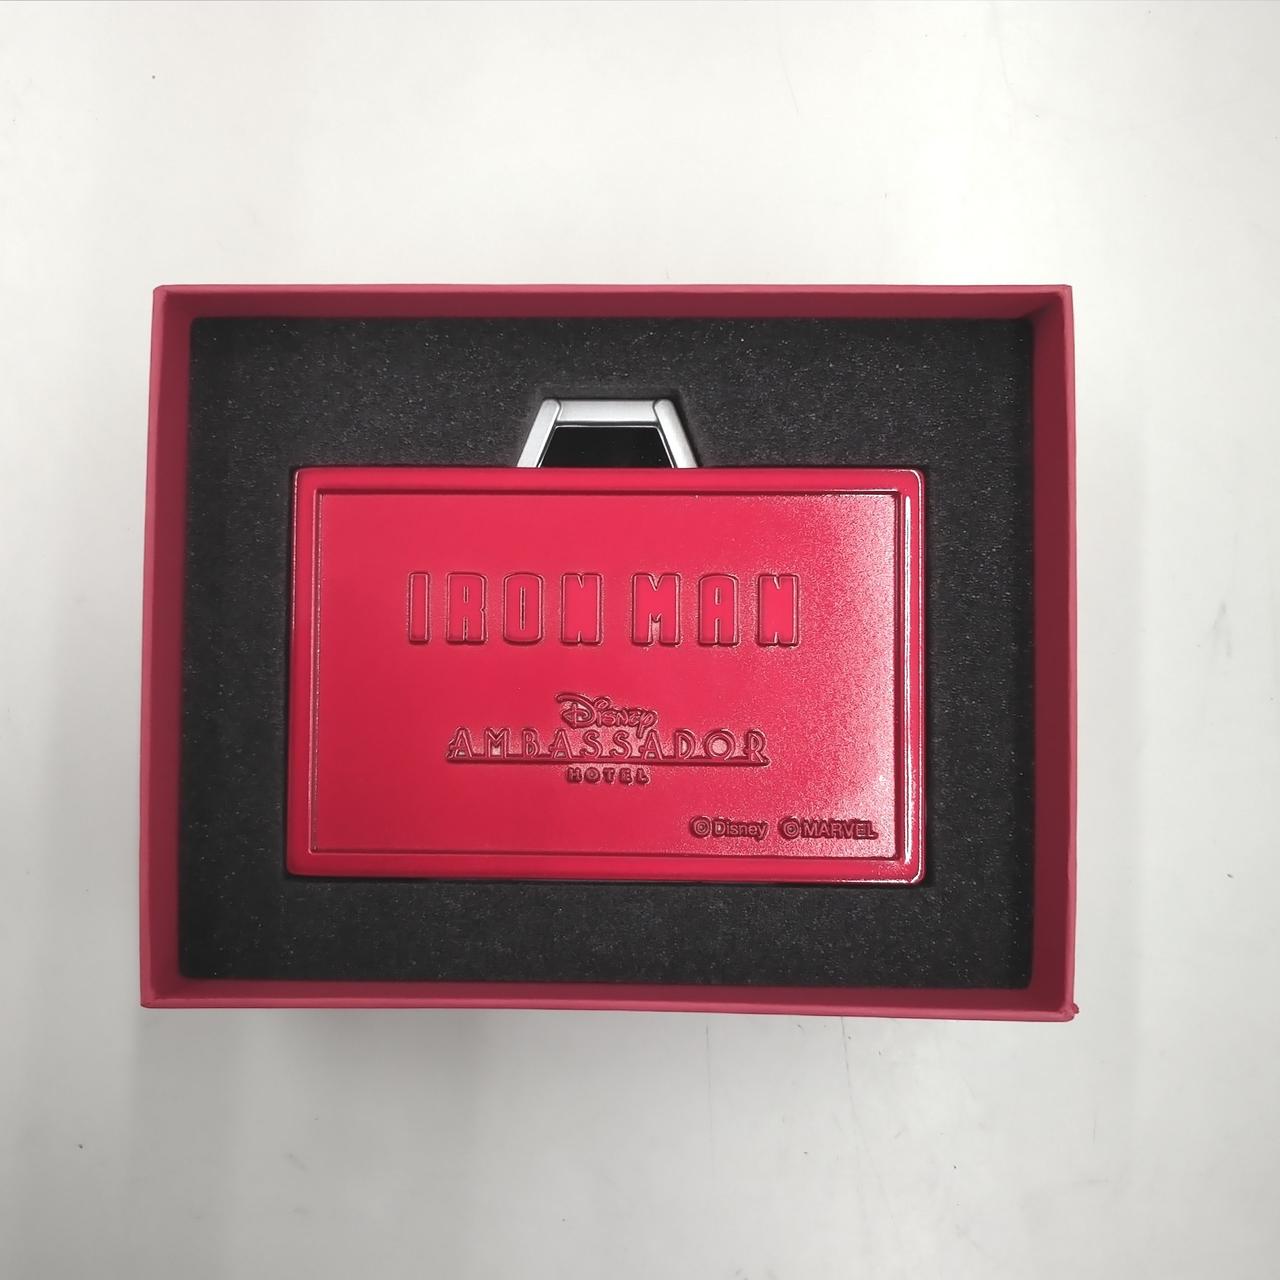 IRON MAN
Disney
AMBASSADOR
HOTEL
©Disney ©MARVEL